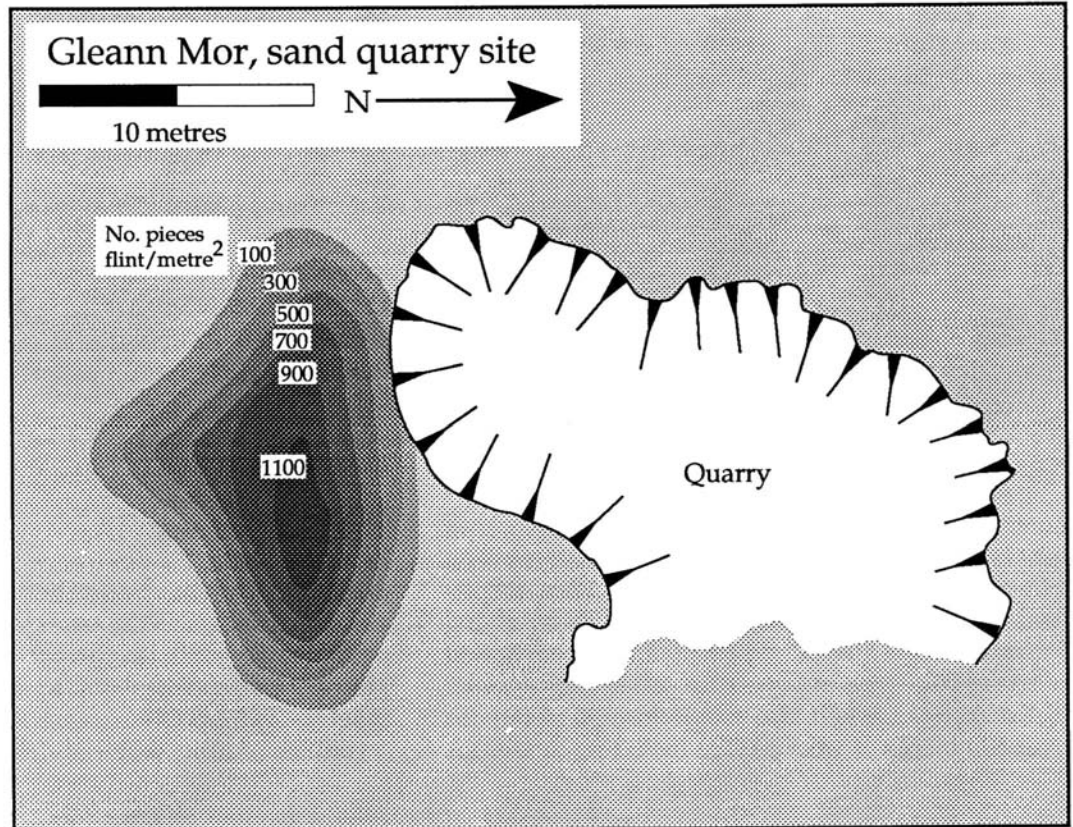 Gleann Mor, sand quarry site
N
10 metres
No. pieces
flint/metre²
100
300
500
700
900
1100
Quarry